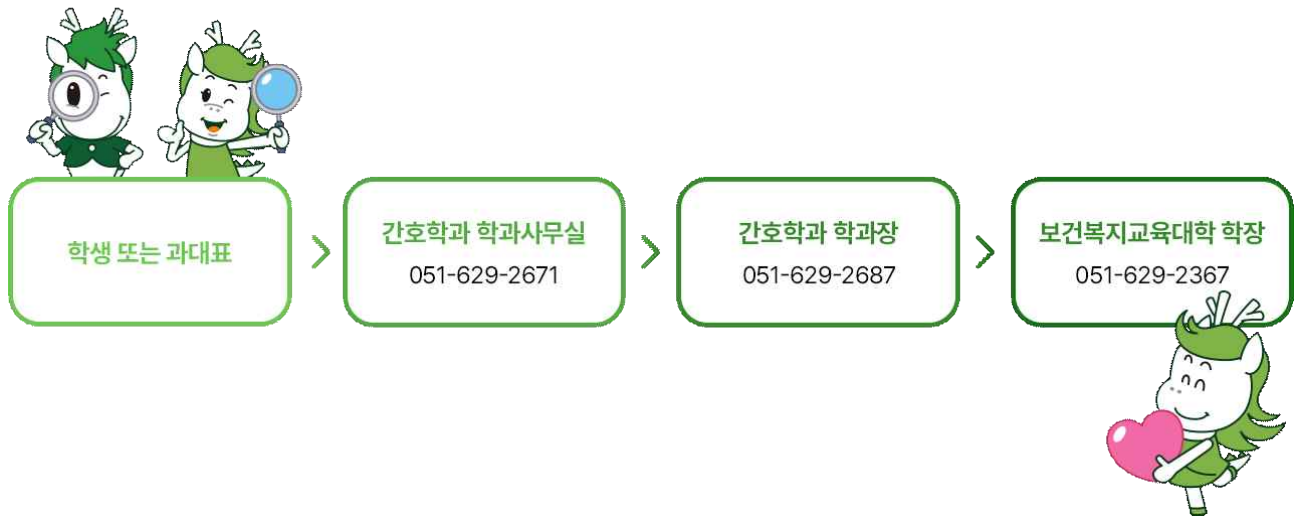 학생 또는 과대표
>
간호학과 학과사무실
051-629-2671
>
간호학과 학과장
051-629-2687
>
보건복지교육대학 학장
051-629-2367